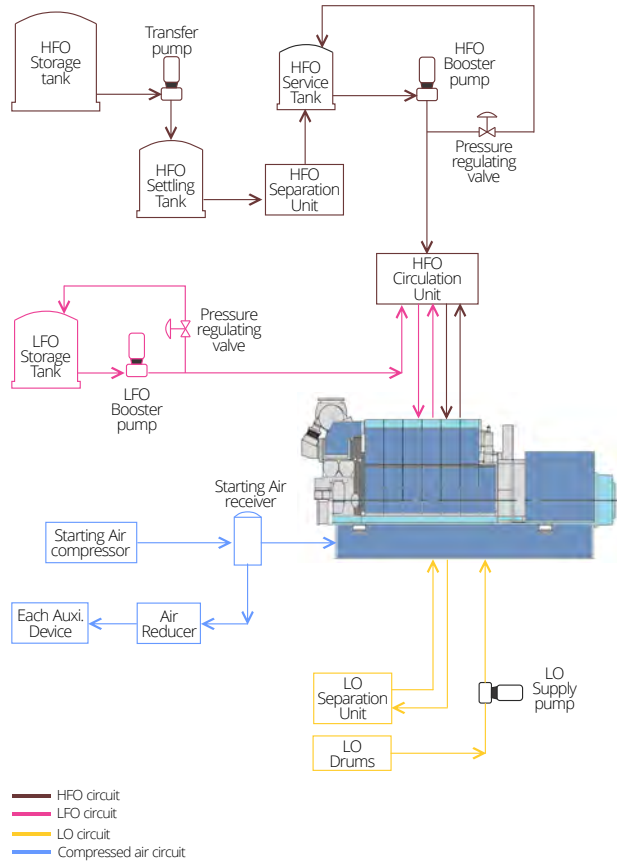 HFO
Storage
tank
Transfer
pump
HFO
Service
Tank
HFO
Booster
pump
Pressure
regulating
valve
HFO
Settling
Tank
HFO
Separation
Unit
HFO
Circulation
Unit
LFO
Storage
Tank
Pressure
regulating
valve
LFO
Booster
pump
Starting Air
receiver
Starting Air
compressor
Each Auxi.
Device
Air
Reducer
LO
Separation
Unit
LO
Supply
pump
LO
Drums
HFO circuit
LFO circuit
LO circuit
Compressed air circuit